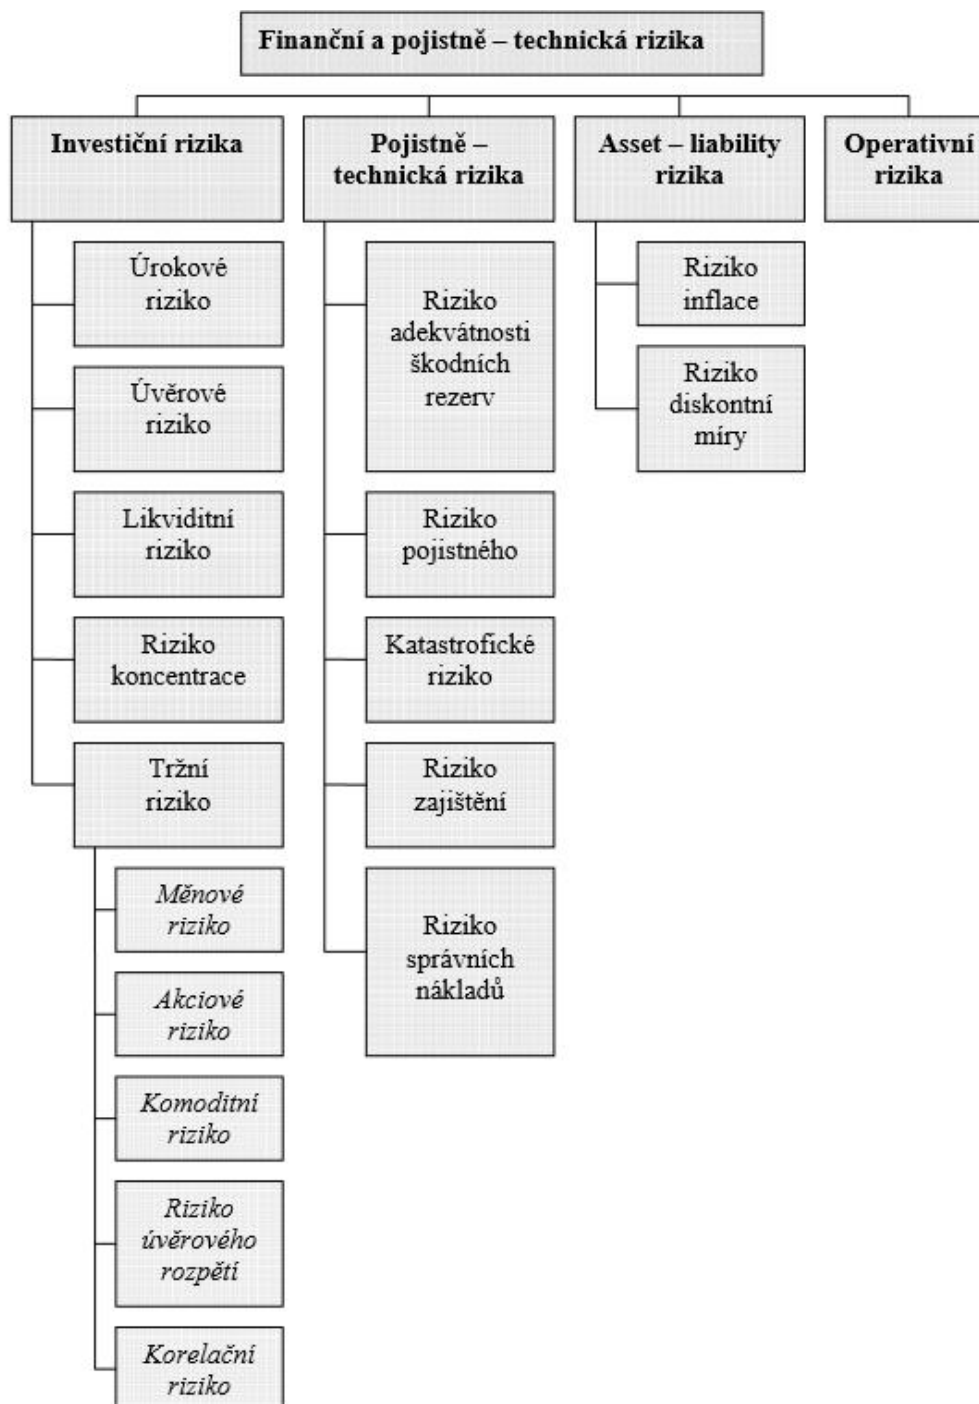 Finanční a pojistně – technická rizika
Investiční rizika
Pojistně –
technická rizika
Asset – liability
rizika
Operativní
rizika
Úrokové
riziko
Úvěrové
riziko
Likviditní
riziko
Riziko
koncentrace
Tržní
riziko
Měnové
riziko
Akciové
riziko
Komoditní
riziko
Riziko
úvěrového
rozpětí
Korelační
riziko
Riziko
adekvátnosti
škodních
rezerv
Riziko
pojistného
Katastrofické
riziko
Riziko
zajištění
Riziko
správních
nákladů
Riziko
inflace
Riziko
diskontní
míry